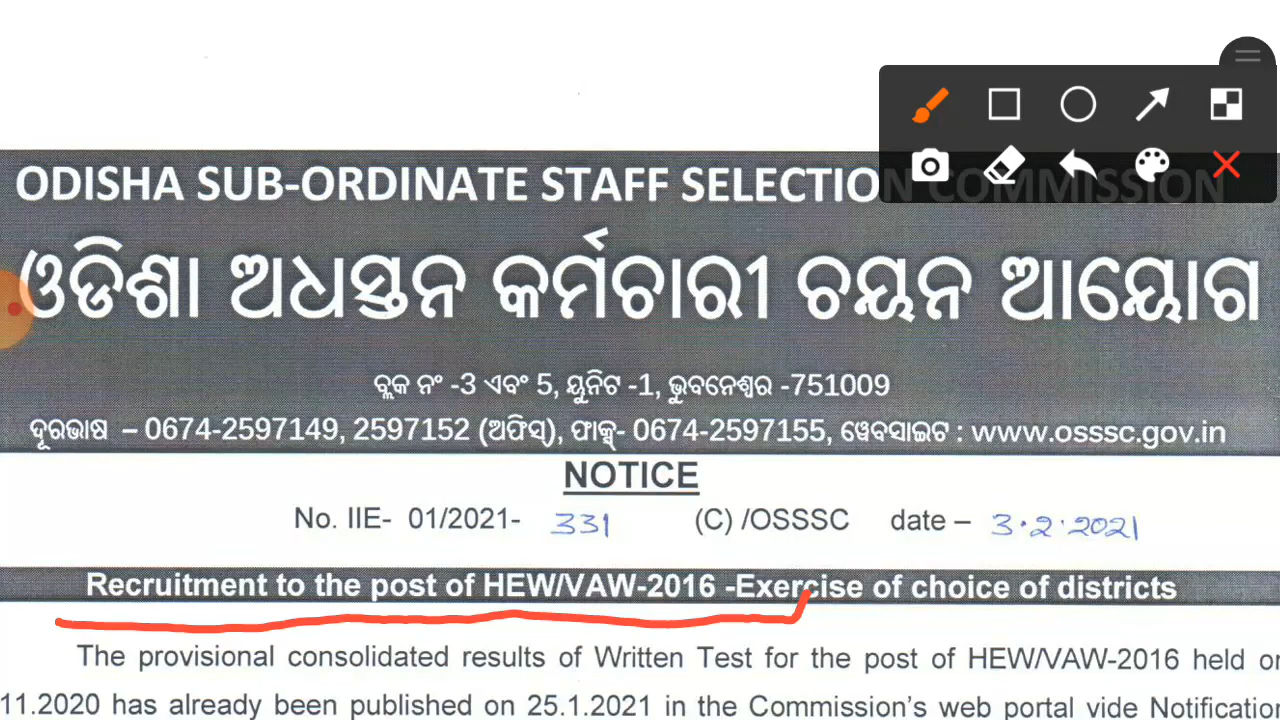 ODISHA SUB-ORDINATE STAFF SELECTION COMMISSION
ଓଡିଶା ଅଧସ୍ତନ କର୍ମଚାରୀ ଚୟନ ଆୟୋଗ
ବ୍ଲକ ନଂ -3 ଏବଂ 5, ୟୁନିଟ -1, ଭୁବନେଶ୍ୱର -751009
ଦୂରଭାଷ – 0674-2597149, 2597152 (ଅଫିସ୍), ଫାକ୍ସ୍- 0674-2597155, ୱେବସାଇଟ : www.osssc.gov.in
NOTICE
No. IIE- 01/2021- 331 (C) /OSSSC date – 3.2.2021
Recruitment to the post of HEW/VAW-2016 -Exercise of choice of districts
The provisional consolidated results of Written Test for the post of HEW/VAW-2016 held
11.2020 has already been published on 25.1.2021 in the Commission's web portal vide Notification